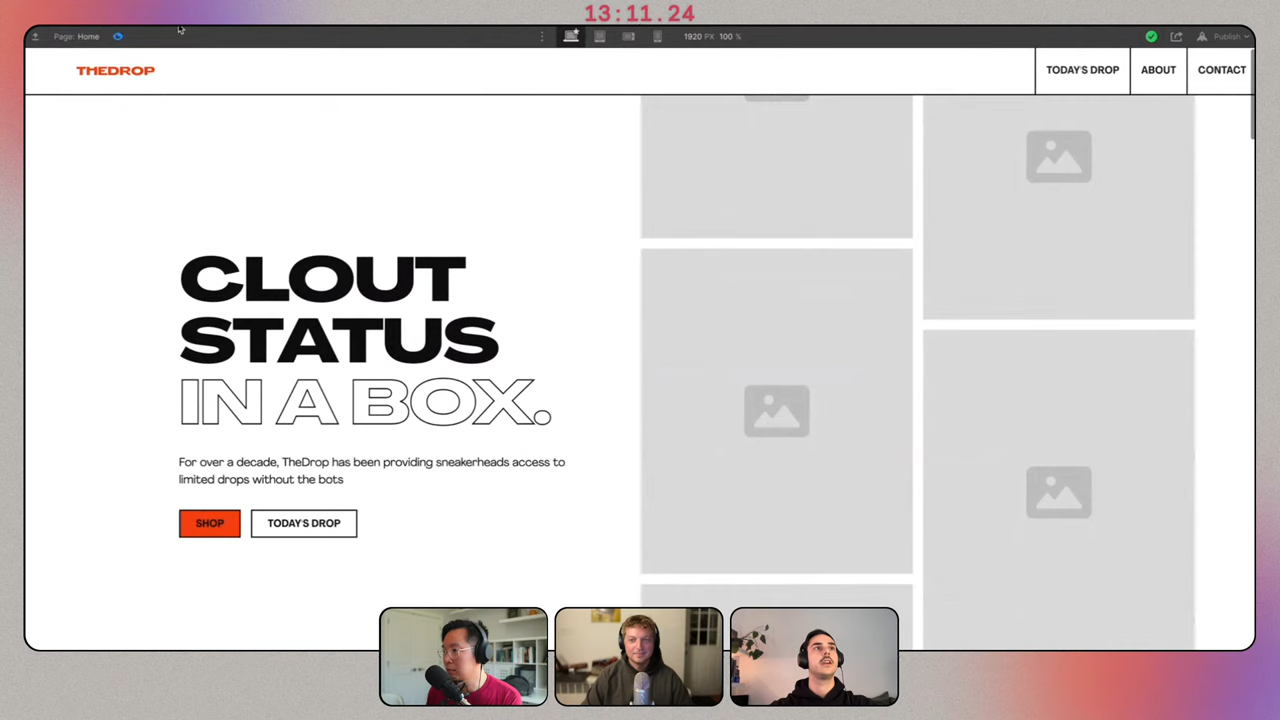 13:11.24
Page: Home
1920 PX 100 %
Publish
THEDROP
TODAY'S DROP
ABOUT
CONTACT
CLOUT
STATUS
IN A BOX.
For over a decade, TheDrop has been providing sneakerheads access to
limited drops without the bots
SHOP
TODAY'S DROP